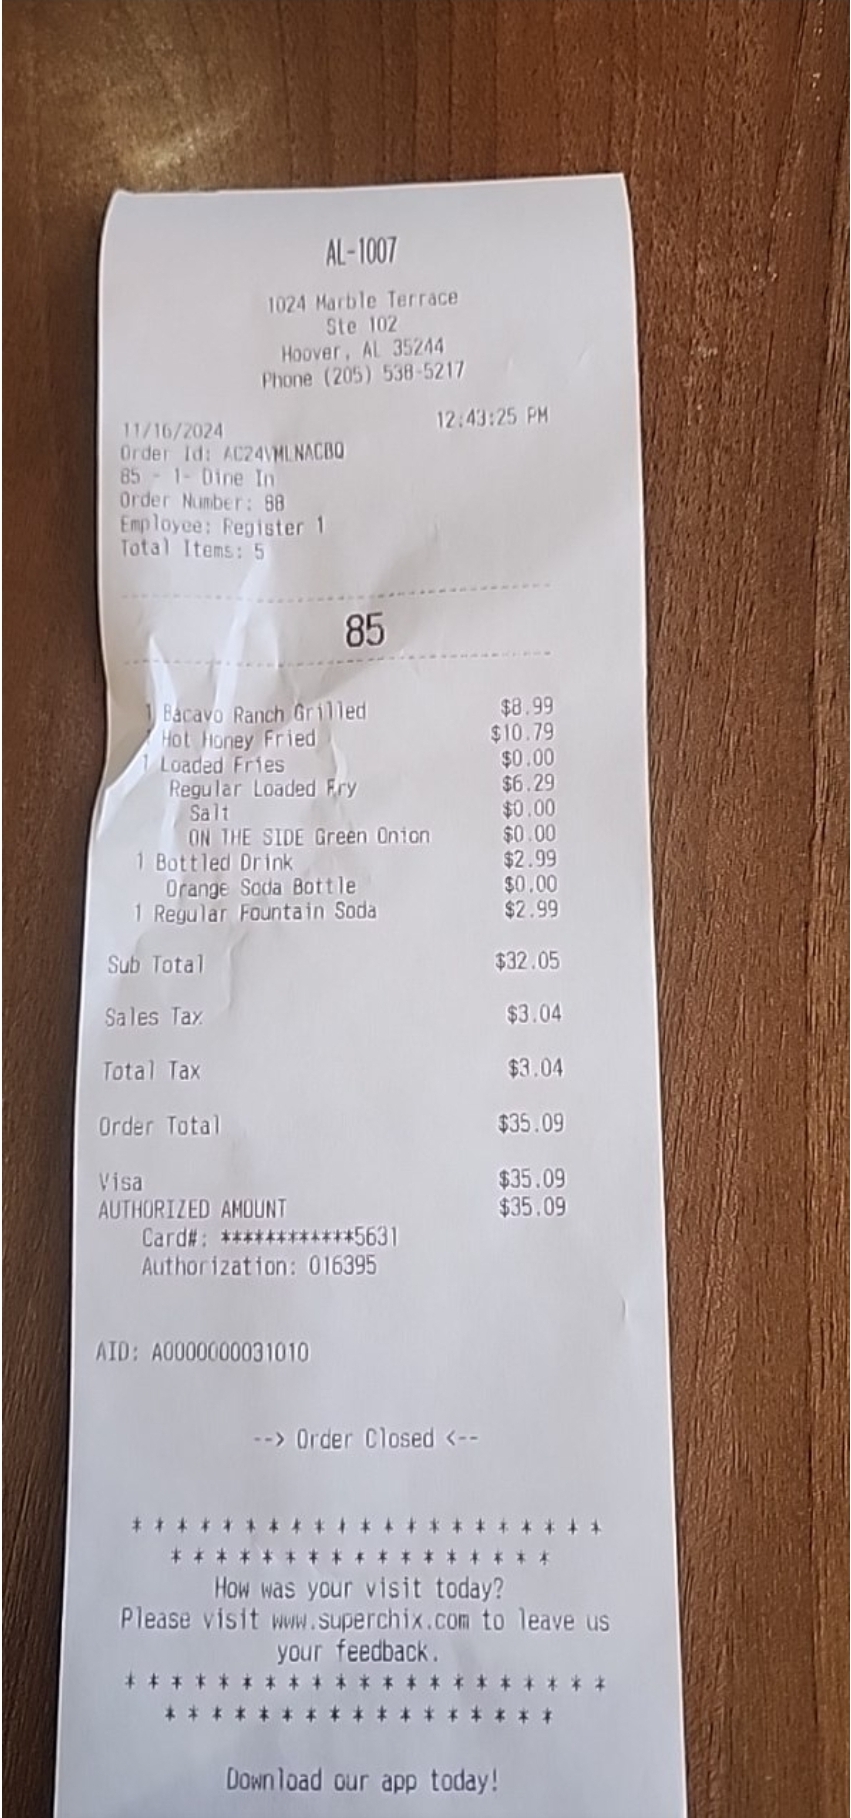 AL-1007
1024 Marble Terrace
Ste 102
Hoover, AL 35244
Phone (205) 538-5217
11/16/2024 12:43:25 PM
Order Id: AC24VMLNACBQ
85 - 1- Dine In
Order Number: 88
Employee: Register 1
Total Items: 5
85
1 Bacavo Ranch Grilled $8.99
1 Hot Honey Fried $10.79
1 Loaded Fries $0.00
Regular Loaded Fry $6.29
Salt $0.00
ON THE SIDE Green Onion $0.00
1 Bottled Drink $2.99
Orange Soda Bottle $0.00
1 Regular Fountain Soda $2.99
Sub Total $32.05
Sales Tax $3.04
Total Tax $3.04
Order Total $35.09
Visa $35.09
AUTHORIZED AMOUNT $35.09
Card#: ************5631
Authorization: 016395
AID: A0000000031010
--> Order Closed <--
* * * * * * * * * * * * * * * * * * * * *
* * * * * * * * * * * * * * * * *
How was your visit today?
Please visit www.superchix.com to leave us
your feedback.
* * * * * * * * * * * * * * * * * * * * *
* * * * * * * * * * * * * * * * *
Download our app today!